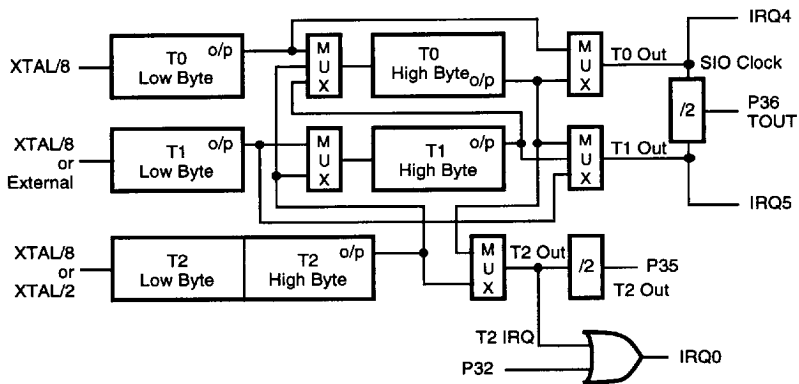 XTAL/8
T0
Low Byte
o/p
M
U
X
T0
High Byte
o/p
M
U
X
T0 Out
IRQ4
SIO Clock
/2
P36
TOUT
XTAL/8
or
External
T1
Low Byte
o/p
M
U
X
T1
High Byte
o/p
M
U
X
T1 Out
IRQ5
XTAL/8
or
XTAL/2
T2
Low Byte
T2
High Byte
o/p
M
U
X
T2 Out
/2
P35
T2 Out
T2 IRQ
P32
IRQ0